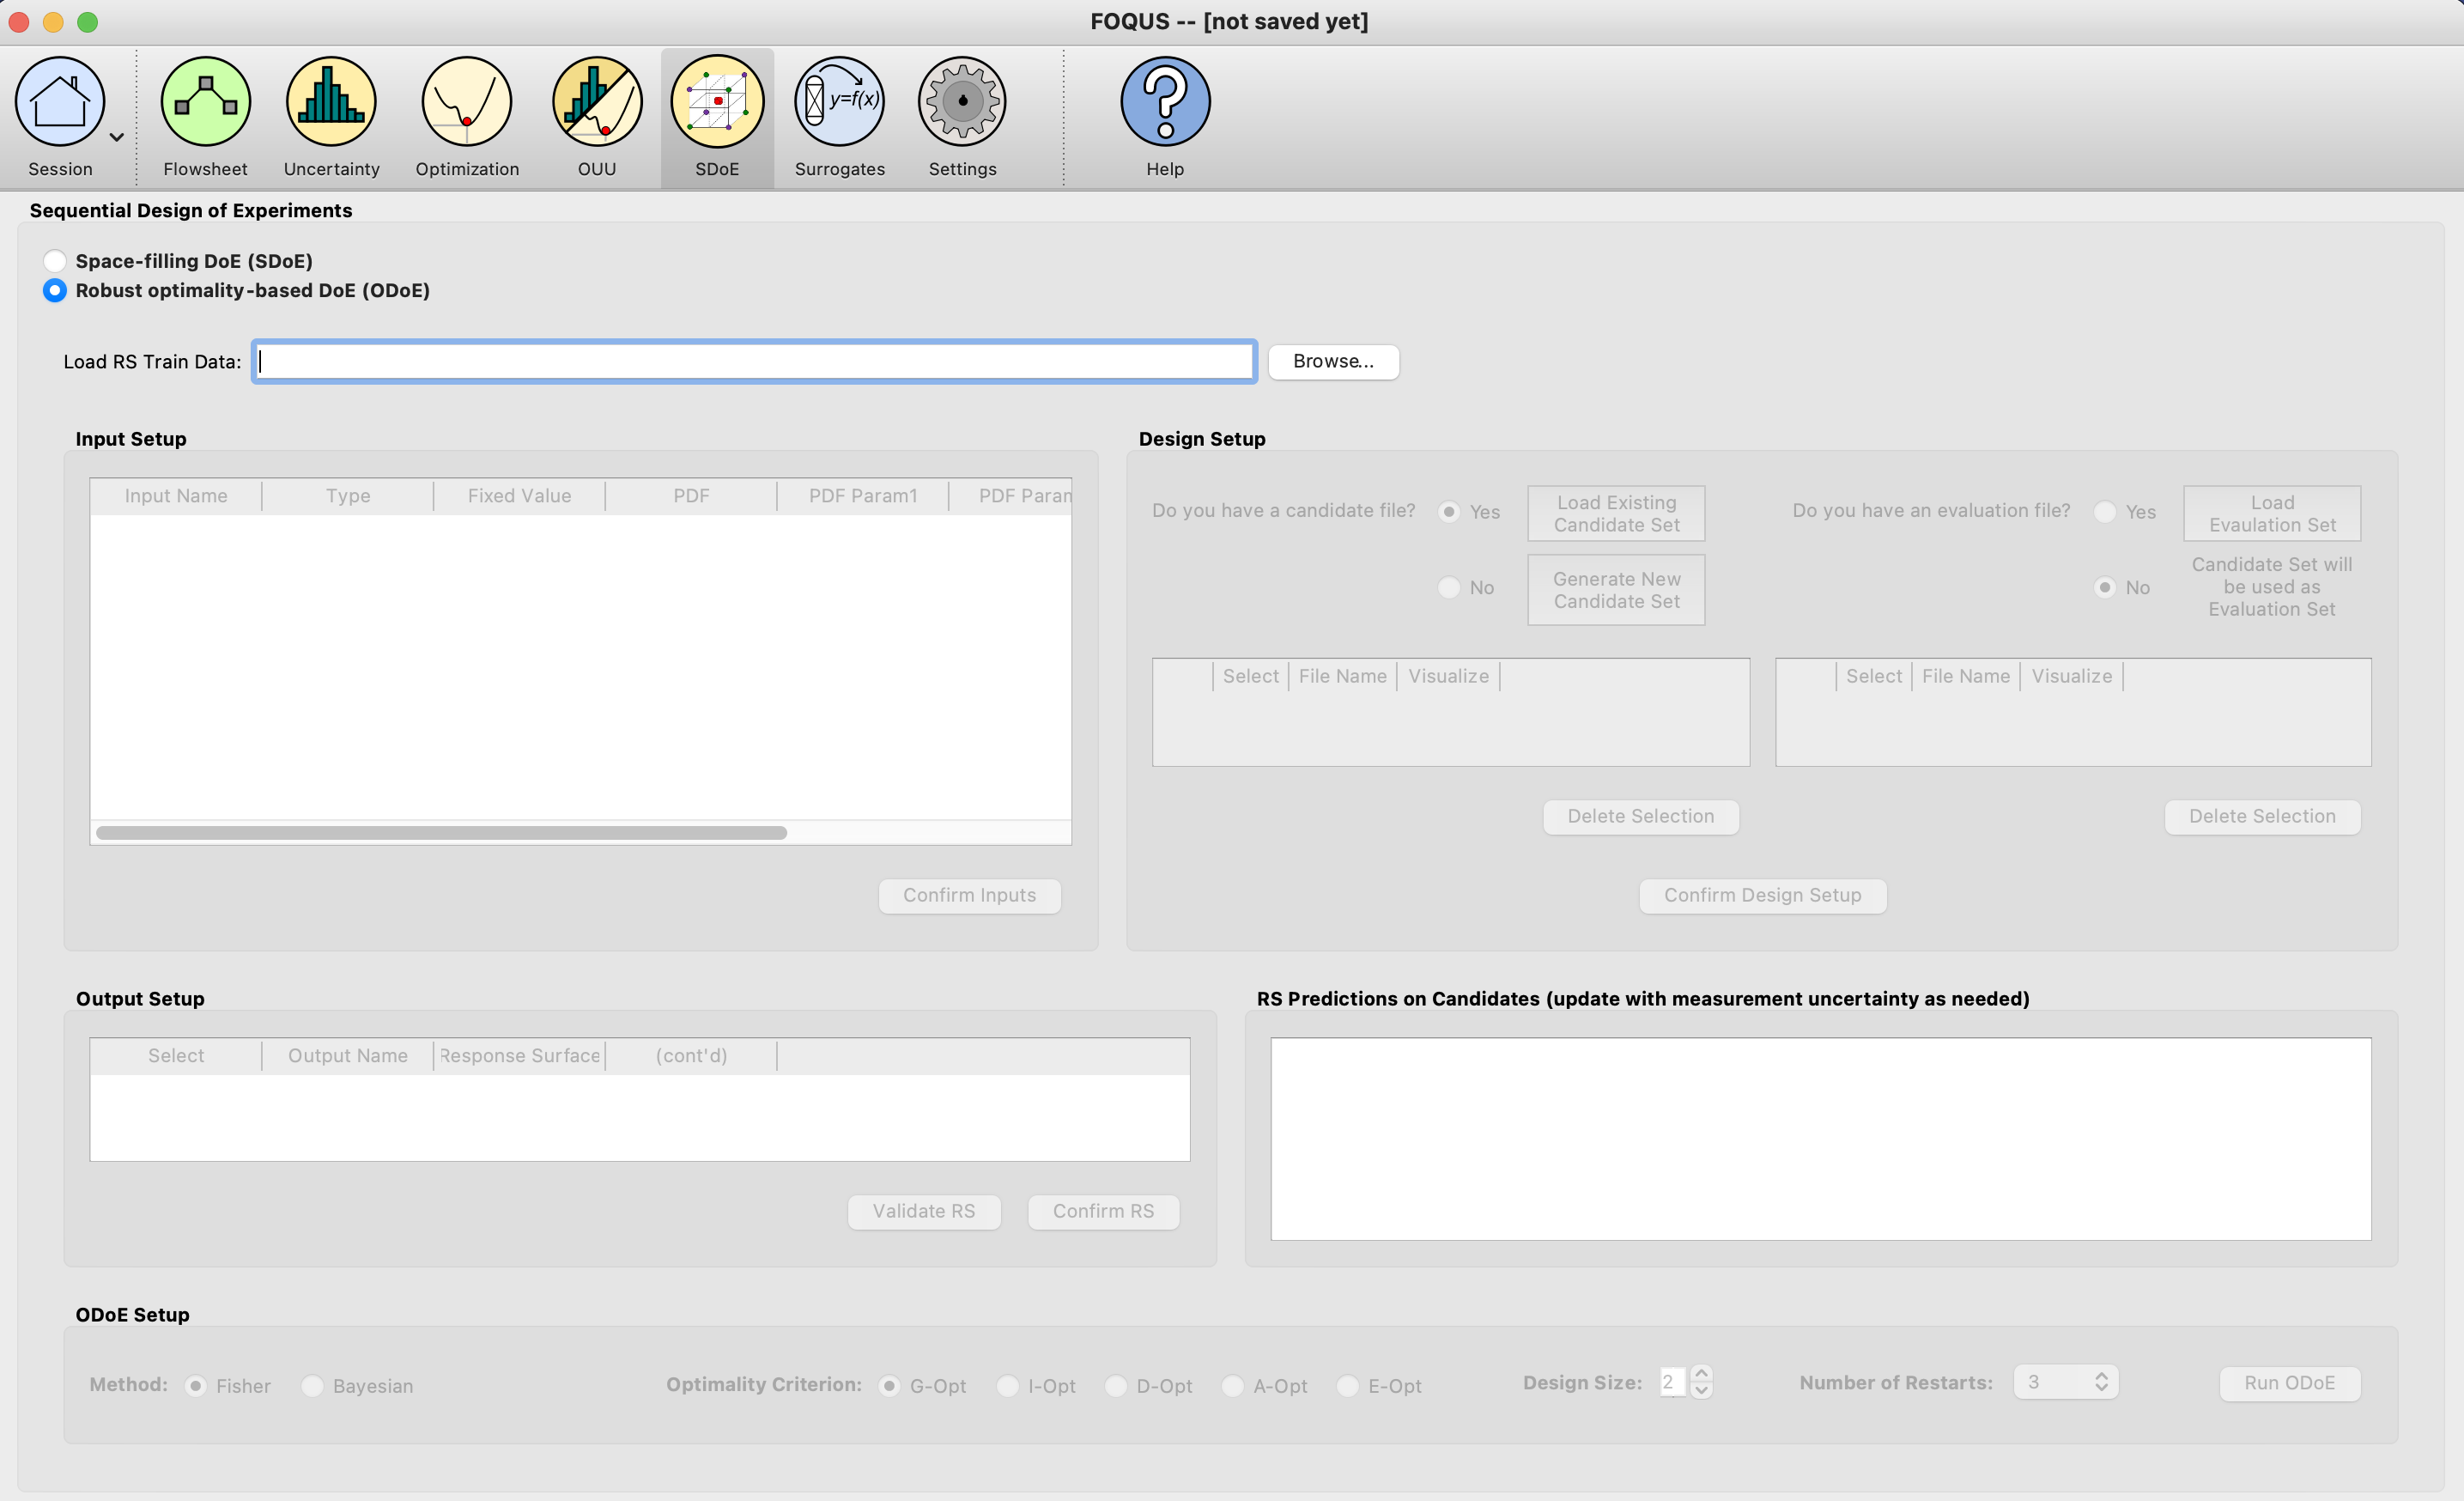 FOQUS -- [not saved yet]
y=f(x)
Session
Flowsheet
Uncertainty
Optimization
OUU
SDoE
Surrogates
Settings
Help
Sequential Design of Experiments
Space-filling DoE (SDoE)
Robust optimality-based DoE (ODoE)
Load RS Train Data:
Browse...
Input Setup
Input Name Type Fixed Value PDF PDF Param1 PDF Param
Confirm Inputs
Design Setup
Do you have a candidate file?
Yes
Load Existing
Candidate Set
No
Generate New
Candidate Set
Do you have an evaluation file?
Yes
Load
Evaulation Set
No
Candidate Set will
be used as
Evaluation Set
Select File Name Visualize
Select File Name Visualize
Delete Selection
Delete Selection
Confirm Design Setup
Output Setup
Select Output Name Response Surface (cont'd)
Validate RS
Confirm RS
RS Predictions on Candidates (update with measurement uncertainty as needed)
ODoE Setup
Method: Fisher Bayesian Optimality Criterion: G-Opt I-Opt D-Opt A-Opt E-Opt Design Size: 2 Number of Restarts: 3 Run ODoE